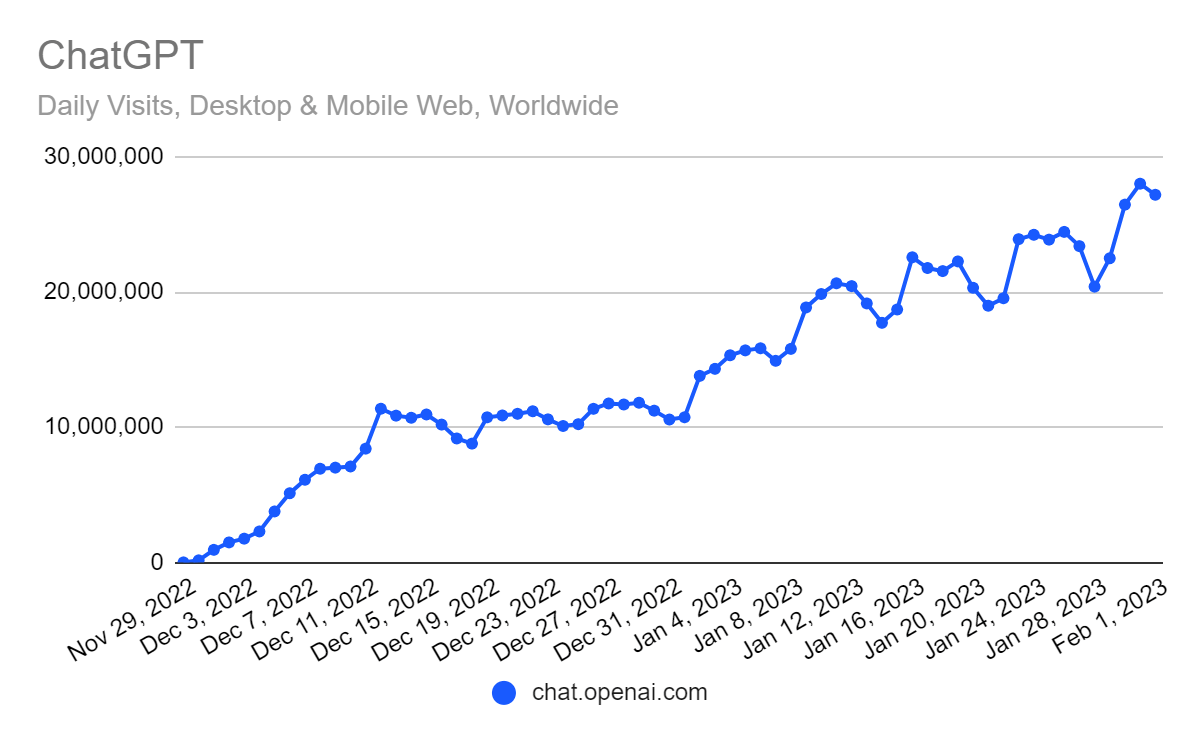 ChatGPT
Daily Visits, Desktop & Mobile Web, Worldwide
30,000,000
20,000,000
10,000,000
0
Nov 29, 2022
Dec 3, 2022
Dec 7, 2022
Dec 11, 2022
Dec 15, 2022
Dec 19, 2022
Dec 23, 2022
Dec 27, 2022
Dec 31, 2022
Jan 4, 2023
Jan 8, 2023
Jan 12, 2023
Jan 16, 2023
Jan 20, 2023
Jan 24, 2023
Jan 28, 2023
Feb 1, 2023
chat.openai.com